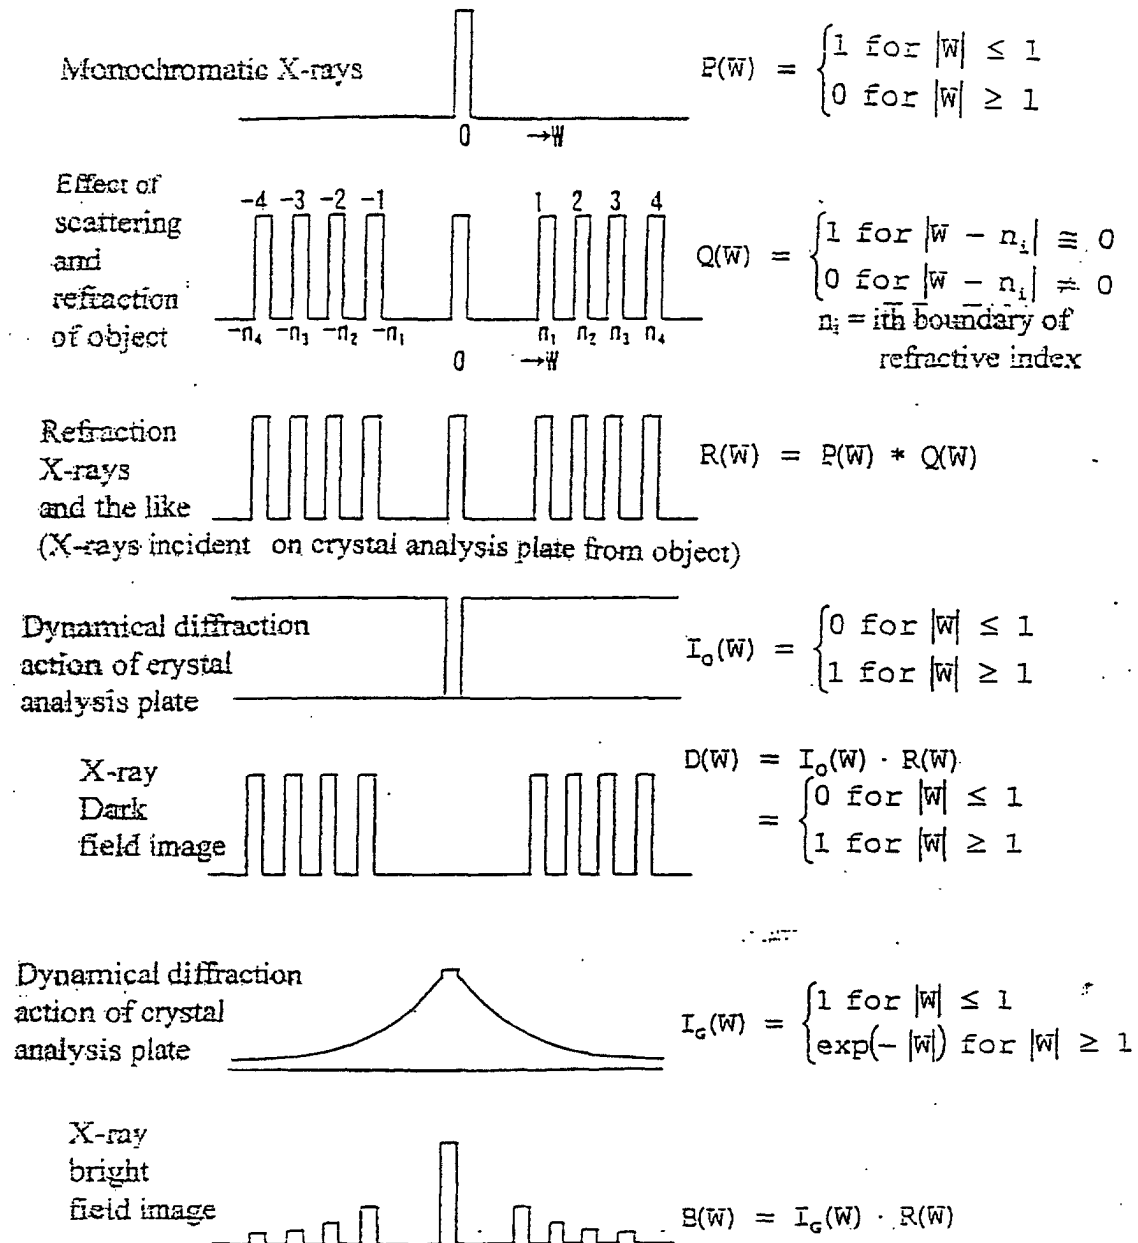 Monochromatic X-rays
P(W) = {1 for |W| ≤ 1
0 for |W| ≥ 1
0 →W
Effect of
scattering
and
refraction
of object
-4 -3 -2 -1 1 2 3 4
-n₄ -n₃ -n₂ -n₁ n₁ n₂ n₃ n₄
0 →W
Q(W) = {1 for |W - nᵢ| ≅ 0
0 for |W - nᵢ| ≠ 0
nᵢ = ith boundary of
refractive index
Refraction
X-rays
and the like
(X-rays incident on crystal analysis plate from object)
R(W) = P(W) * Q(W)
Dynamical diffraction
action of crystal
analysis plate
I₀(W) = {0 for |W| ≤ 1
1 for |W| ≥ 1
X-ray
Dark
field image
D(W) = I₀(W) · R(W)
= {0 for |W| ≤ 1
1 for |W| ≥ 1
Dynamical diffraction
action of crystal
analysis plate
I_G(W) = {1 for |W| ≤ 1
exp(- |W|) for |W| ≥ 1
X-ray
bright
field image
B(W) = I_G(W) · R(W)